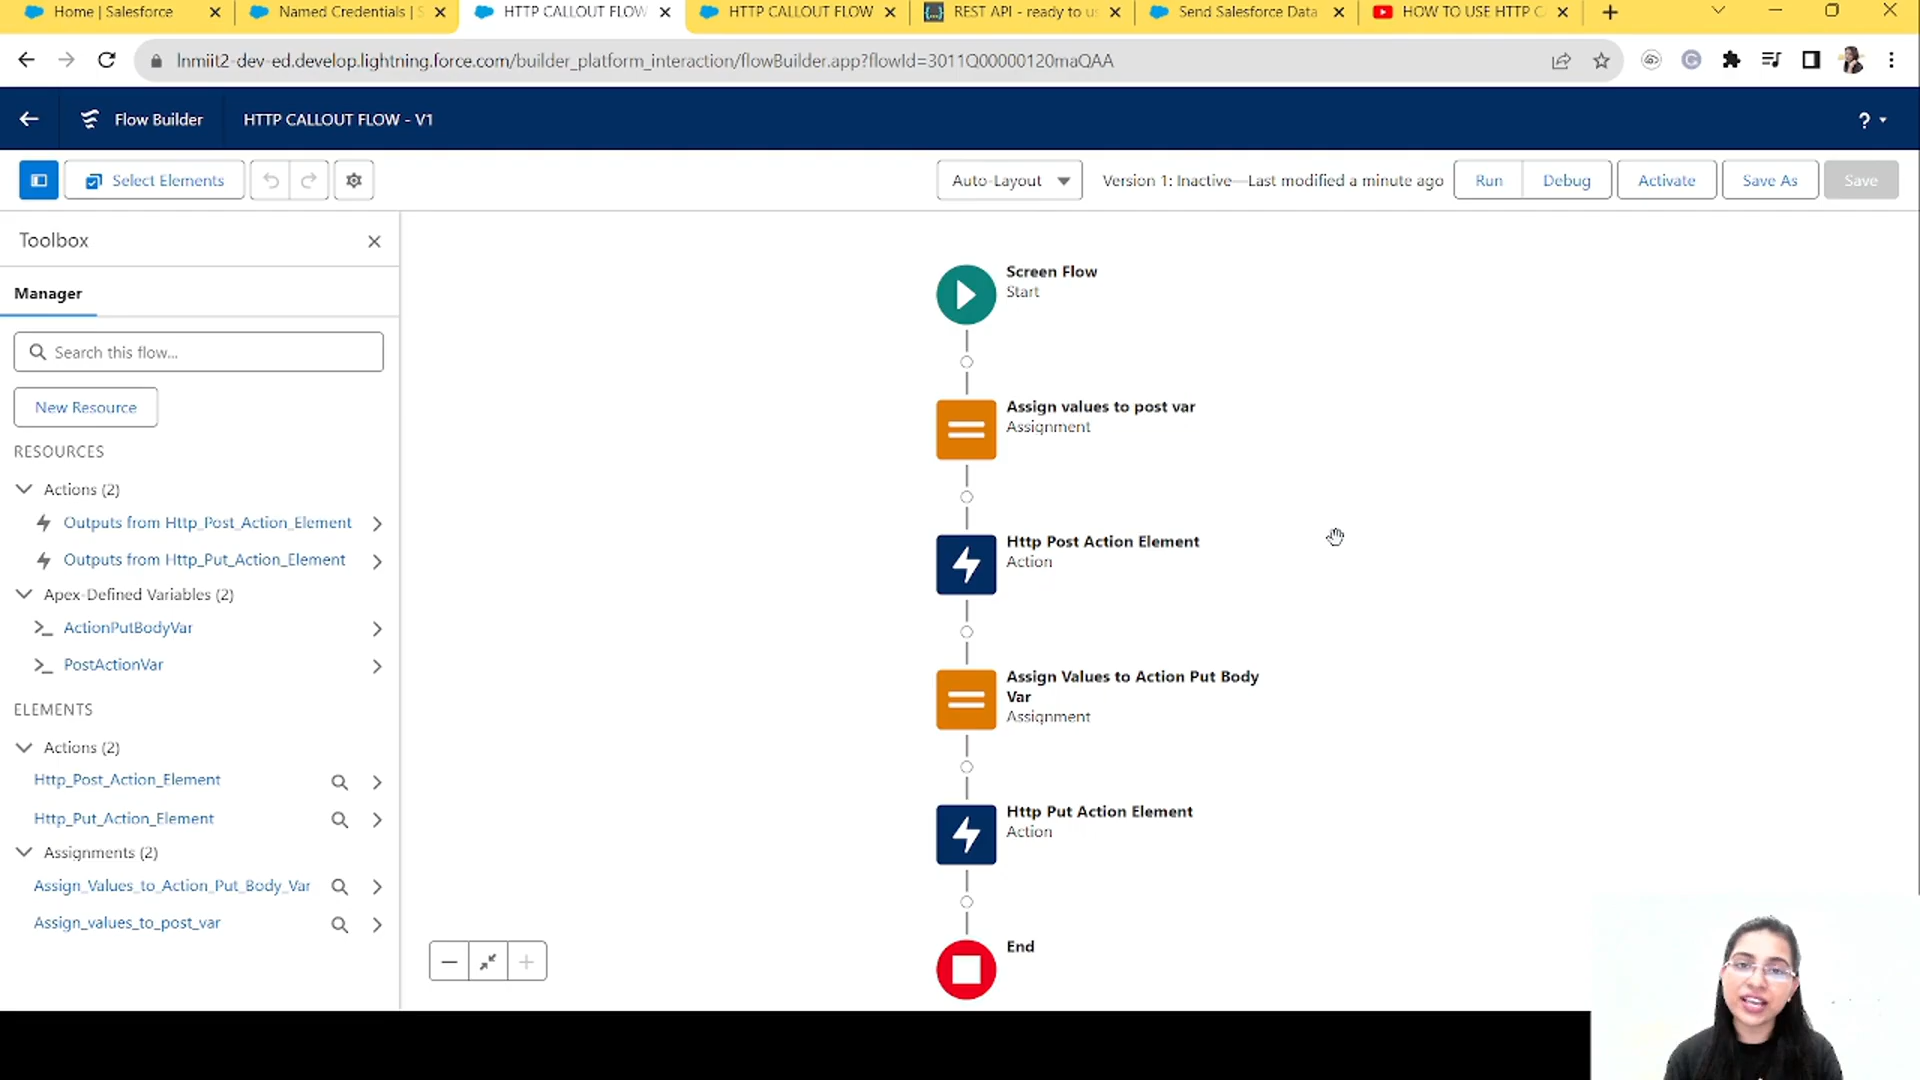 Home | Salesforce
Named Credentials | S
HTTP CALLOUT FLOW
HTTP CALLOUT FLOW
REST API - ready to us
Send Salesforce Data
HOW TO USE HTTP C
lnmiit2-dev-ed.develop.lightning.force.com/builder_platform_interaction/flowBuilder.app?flowId=3011Q00000120maQAA
Flow Builder
HTTP CALLOUT FLOW - V1
?
Select Elements
Auto-Layout
Version 1: Inactive—Last modified a minute ago
Run
Debug
Activate
Save As
Save
Toolbox
Manager
Search this flow...
New Resource
RESOURCES
Actions (2)
Outputs from Http_Post_Action_Element
Outputs from Http_Put_Action_Element
Apex-Defined Variables (2)
ActionPutBodyVar
PostActionVar
ELEMENTS
Actions (2)
Http_Post_Action_Element
Http_Put_Action_Element
Assignments (2)
Assign_Values_to_Action_Put_Body_Var
Assign_values_to_post_var
Screen Flow
Start
Assign values to post var
Assignment
Http Post Action Element
Action
Assign Values to Action Put Body
Var
Assignment
Http Put Action Element
Action
End